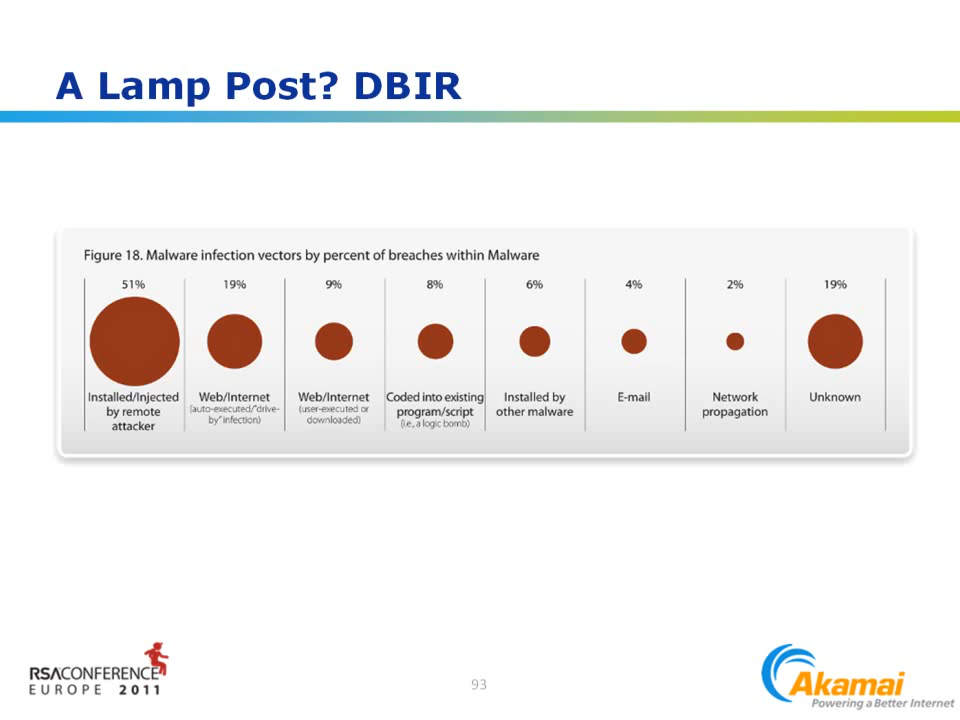 A Lamp Post? DBIR
Figure 18. Malware infection vectors by percent of breaches within Malware
51%
19%
9%
8%
6%
4%
2%
19%
Installed/Injected
by remote
attacker
Web/Internet
(auto-executed/"drive-
by" infection)
Web/Internet
(user-executed or
downloaded)
Coded into existing
program/script
(i.e., a logic bomb)
Installed by
other malware
E-mail
Network
propagation
Unknown
RSACONFERENCE
EUROPE 2011
93
Akamai
Powering a Better Internet